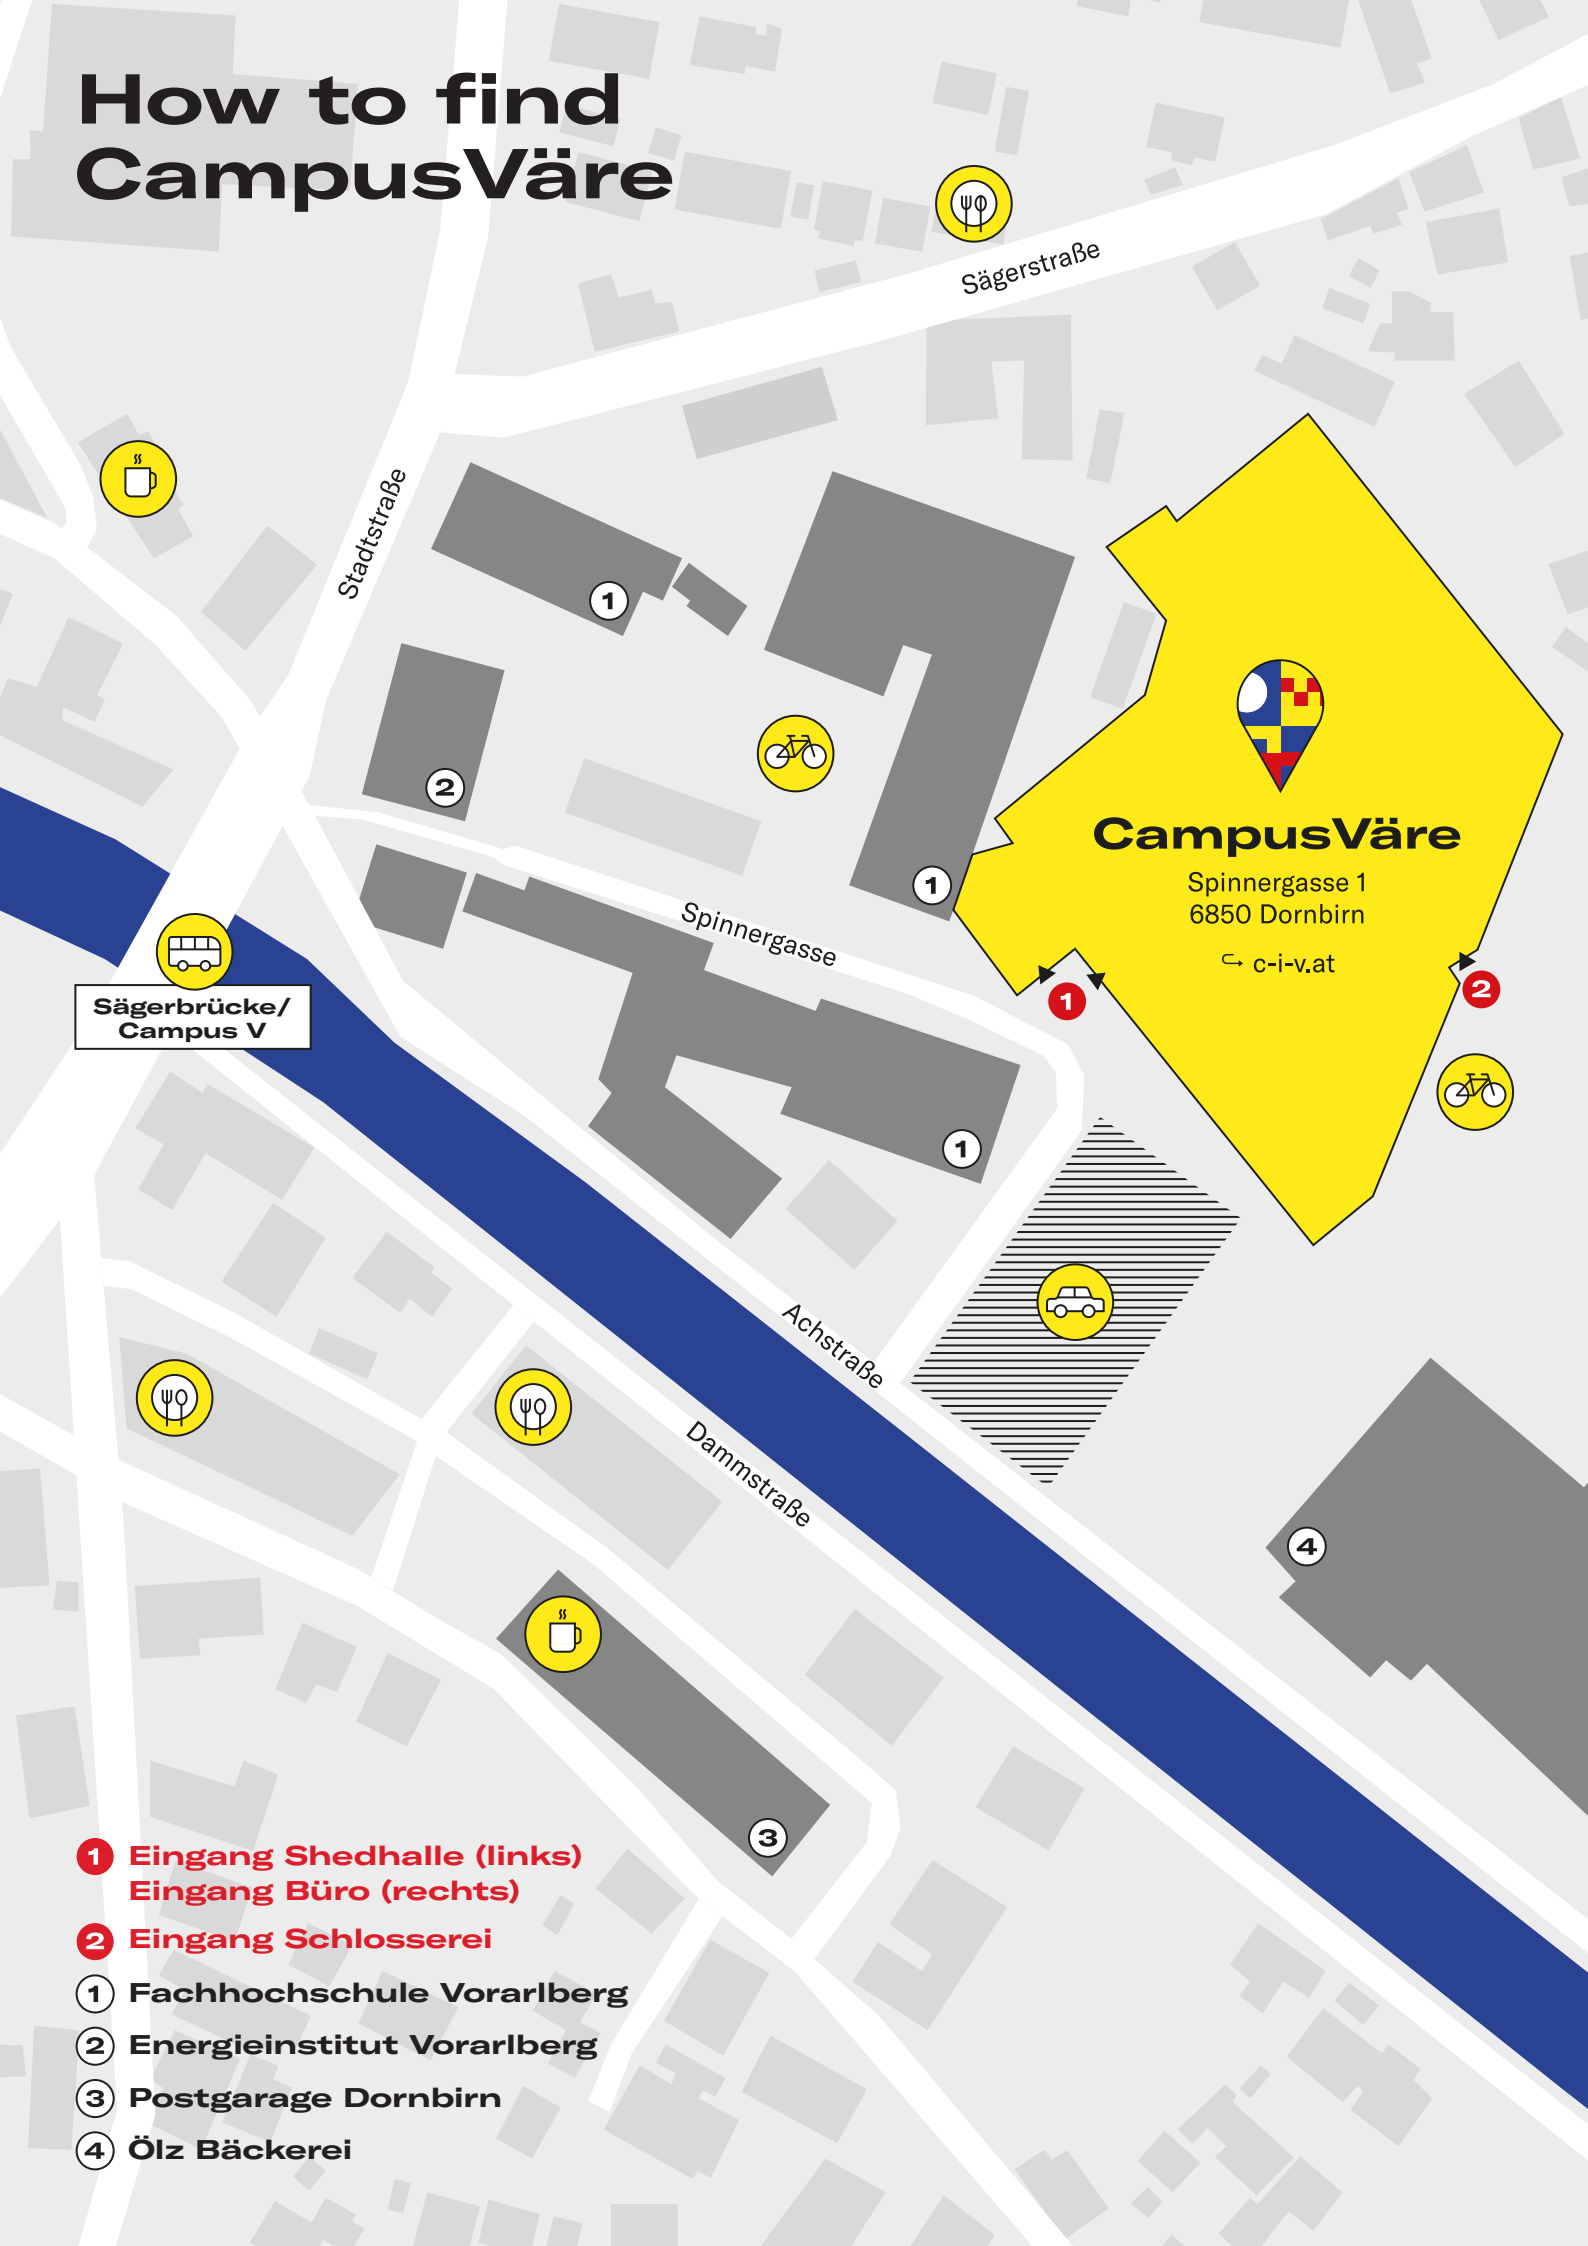 How to find
CampusVäre
Sägerstraße
Stadtstraße
1
2
1
CampusVäre
Spinnergasse 1
6850 Dornbirn
c-i-v.at
Spinnergasse
1
2
Sägerbrücke/
Campus V
1
Achstraße
Dammstraße
4
3
1 Eingang Shedhalle (links)
Eingang Büro (rechts)
2 Eingang Schlosserei
1 Fachhochschule Vorarlberg
2 Energieinstitut Vorarlberg
3 Postgarage Dornbirn
4 Ölz Bäckerei